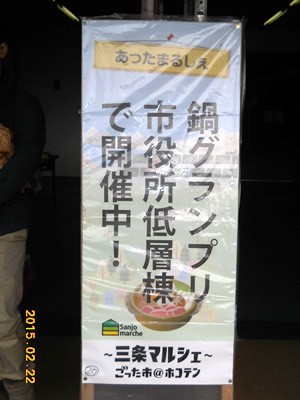 あったまるしぇ
鍋グランプリ
市役所低層棟
で開催中！
Sanjo
marche
～三条マルシェ～
ごった市@ホコテン
2015.02.22